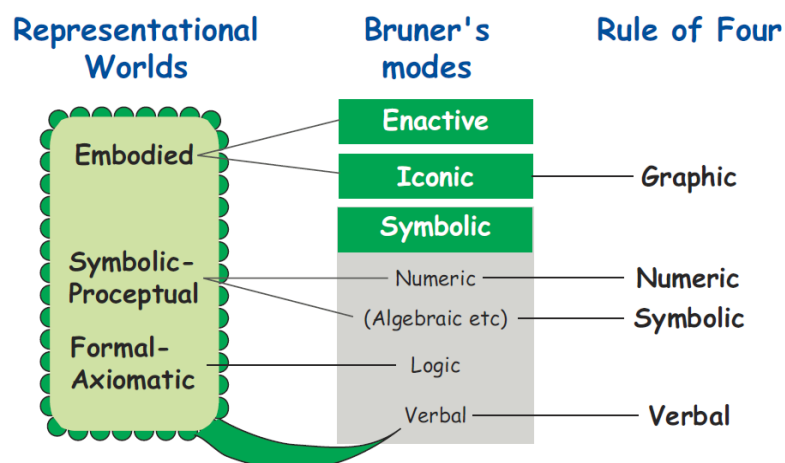 Representational
Worlds
Bruner's
modes
Rule of Four
Embodied
Symbolic-
Proceptual
Formal-
Axiomatic
Enactive
Iconic
Symbolic
Numeric
(Algebraic etc)
Logic
Verbal
Graphic
Numeric
Symbolic
Verbal